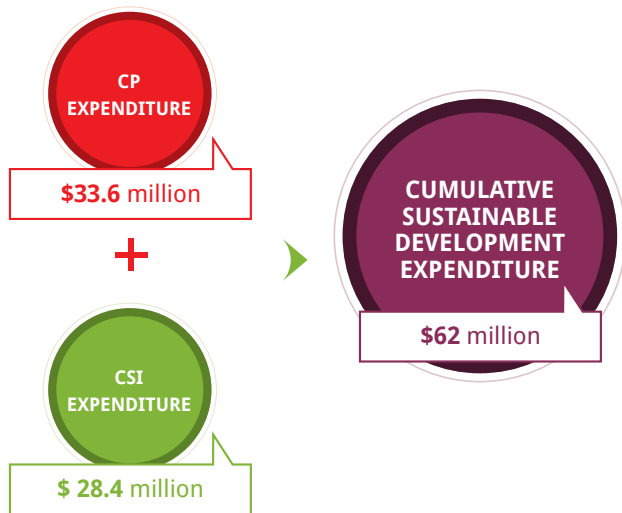 CP
EXPENDITURE
$33.6 million
+
CSI
EXPENDITURE
$ 28.4 million
CUMULATIVE
SUSTAINABLE
DEVELOPMENT
EXPENDITURE
$62 million